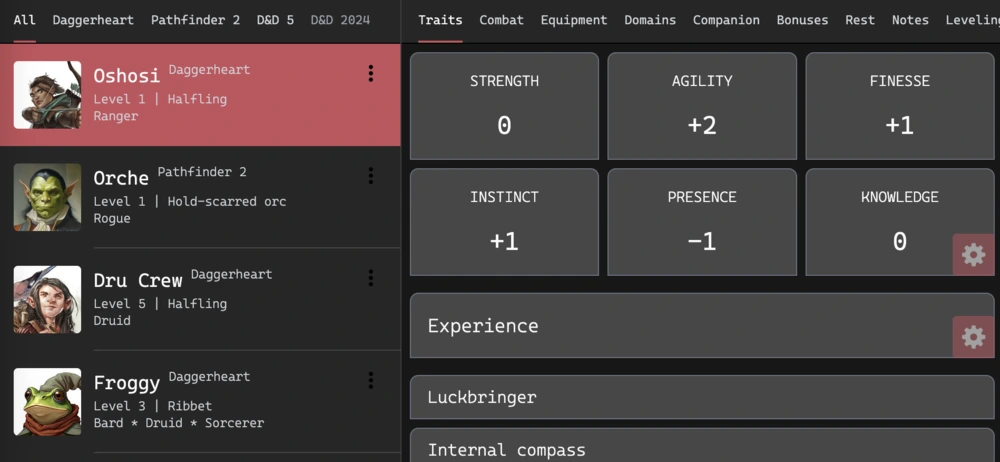 All Daggerheart Pathfinder 2 D&D 5 D&D 2024
Oshosi Daggerheart
Level 1 | Halfling
Ranger
Orche Pathfinder 2
Level 1 | Hold-scarred orc
Rogue
Dru Crew Daggerheart
Level 5 | Halfling
Druid
Froggy Daggerheart
Level 3 | Ribbet
Bard * Druid * Sorcerer
Traits Combat Equipment Domains Companion Bonuses Rest Notes Leveling
STRENGTH AGILITY FINESSE
0 +2 +1
INSTINCT PRESENCE KNOWLEDGE
+1 -1 0
Experience
Luckbringer
Internal compass